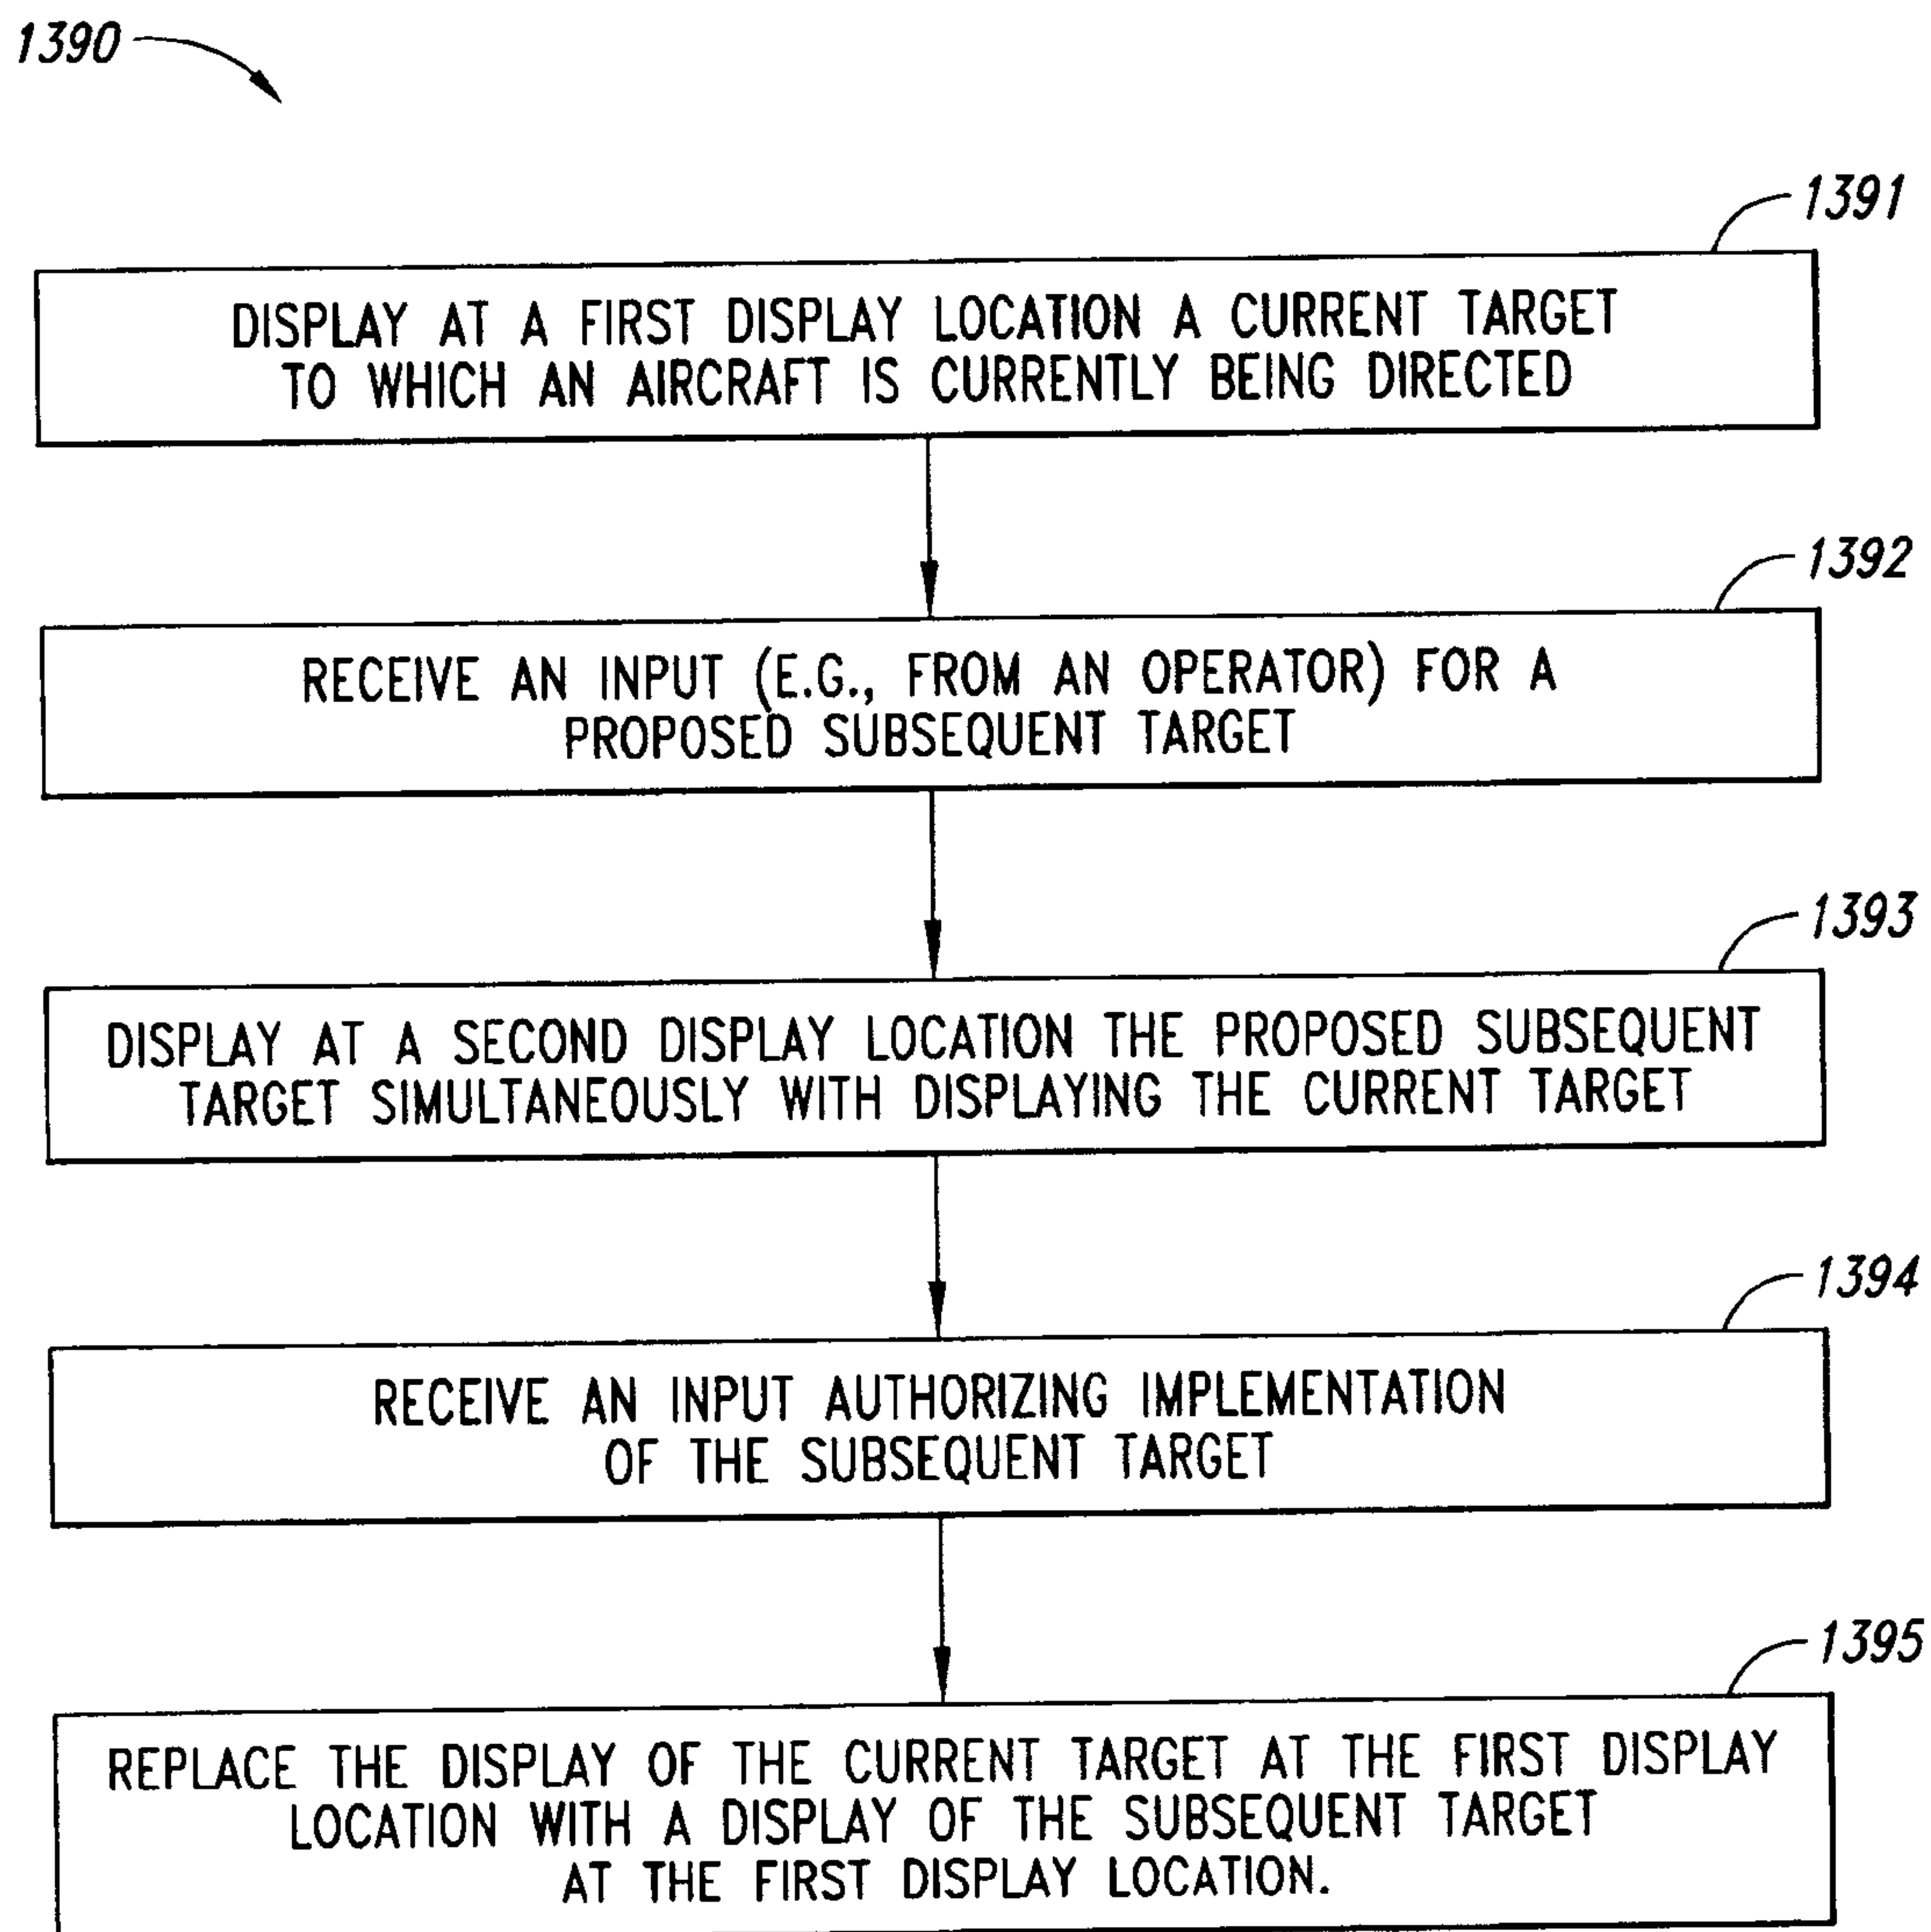 1390
1391
DISPLAY AT A FIRST DISPLAY LOCATION A CURRENT TARGET
TO WHICH AN AIRCRAFT IS CURRENTLY BEING DIRECTED
1392
RECEIVE AN INPUT (E.G., FROM AN OPERATOR) FOR A
PROPOSED SUBSEQUENT TARGET
1393
DISPLAY AT A SECOND DISPLAY LOCATION THE PROPOSED SUBSEQUENT
TARGET SIMULTANEOUSLY WITH DISPLAYING THE CURRENT TARGET
1394
RECEIVE AN INPUT AUTHORIZING IMPLEMENTATION
OF THE SUBSEQUENT TARGET
1395
REPLACE THE DISPLAY OF THE CURRENT TARGET AT THE FIRST DISPLAY
LOCATION WITH A DISPLAY OF THE SUBSEQUENT TARGET
AT THE FIRST DISPLAY LOCATION.